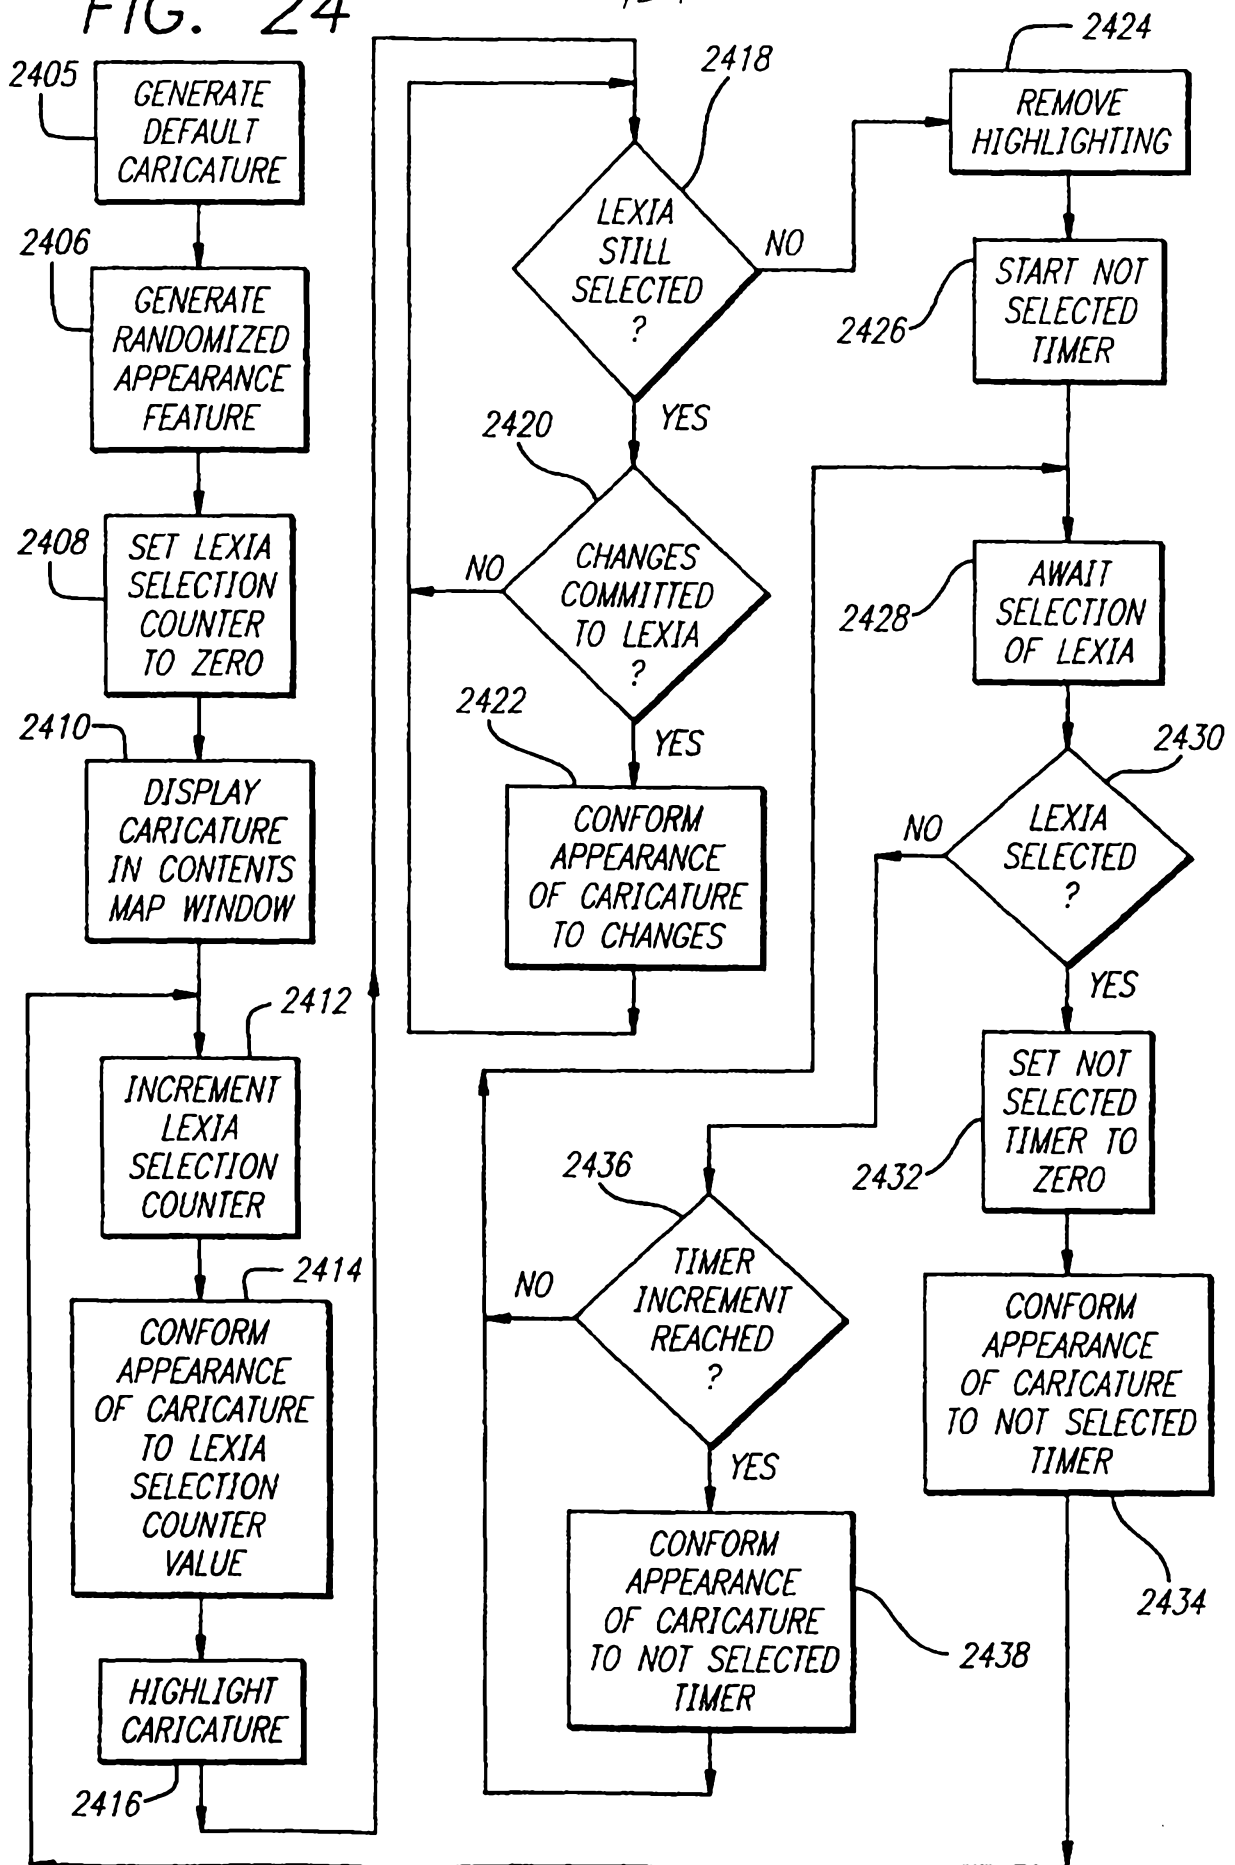 FIG. 24
2405
GENERATE
DEFAULT
CARICATURE
2406
GENERATE
RANDOMIZED
APPEARANCE
FEATURE
2408
SET LEXIA
SELECTION
COUNTER
TO ZERO
2410
DISPLAY
CARICATURE
IN CONTENTS
MAP WINDOW
2412
INCREMENT
LEXIA
SELECTION
COUNTER
2414
CONFORM
APPEARANCE
OF CARICATURE
TO LEXIA
SELECTION
COUNTER
VALUE
HIGHLIGHT
CARICATURE
2416
2418
LEXIA
STILL
SELECTED
?
NO
YES
2420
CHANGES
COMMITTED
TO LEXIA
?
NO
YES
2422
CONFORM
APPEARANCE
OF CARICATURE
TO CHANGES
2424
REMOVE
HIGHLIGHTING
START NOT
SELECTED
TIMER
2426
AWAIT
SELECTION
OF LEXIA
2428
2430
LEXIA
SELECTED
?
NO
YES
SET NOT
SELECTED
TIMER TO
ZERO
2432
CONFORM
APPEARANCE
OF CARICATURE
TO NOT SELECTED
TIMER
2434
2436
TIMER
INCREMENT
REACHED
?
NO
YES
CONFORM
APPEARANCE
OF CARICATURE
TO NOT SELECTED
TIMER
2438